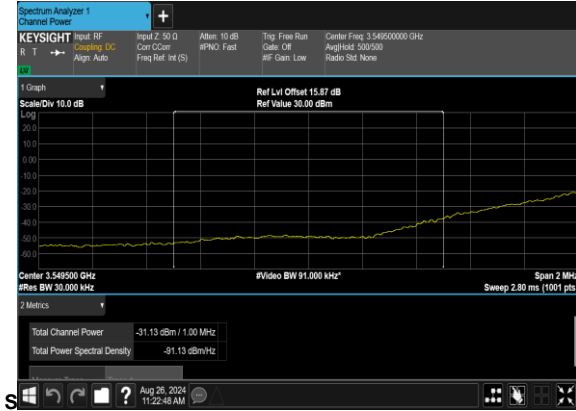 Spectrum Analyzer 1
Channel Power
+
KEYSIGHT
R T
LW
Input: RF
Coupling: DC
Align: Auto
Input Z: 50 Ω
Corr CCorr
Freq Ref: Int (S)
Atten: 10 dB
#PNO: Fast
Trig: Free Run
Gate: Off
#IF Gain: Low
Center Freq: 3.549500000 GHz
Avg|Hold: 500/500
Radio Std: None
1 Graph
Scale/Div 10.0 dB
Ref Lvl Offset 15.87 dB
Ref Value 30.00 dBm
Log
20.0
10.0
0.00
-10.0
-20.0
-30.0
-40.0
-50.0
-60.0
Center 3.549500 GHz
#Res BW 30.000 kHz
#Video BW 91.000 kHz*
Span 2 MHz
Sweep 2.80 ms (1001 pts
2 Metrics
Total Channel Power -31.13 dBm / 1.00 MHz
Total Power Spectral Density -91.13 dBm/Hz
S
?
Aug 26, 2024
11:22:48 AM